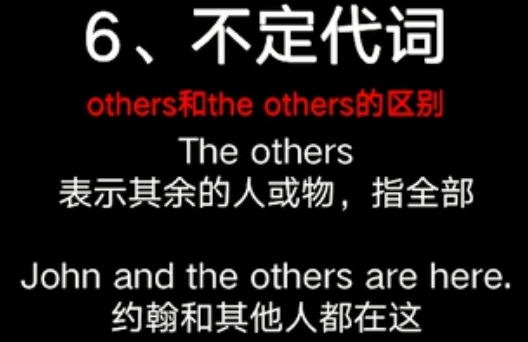 6、不定代词
others和the others的区别
The others
表示其余的人或物，指全部
John and the others are here.
约翰和其他人都在这